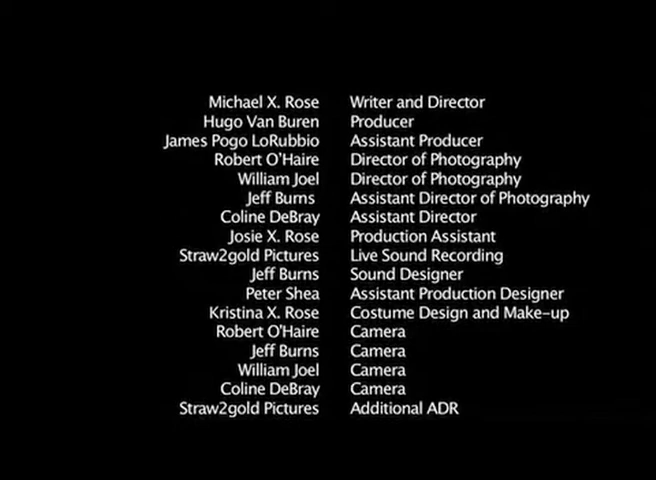 Michael X. Rose Writer and Director
Hugo Van Buren Producer
James Pogo LoRubbio Assistant Producer
Robert O'Haire Director of Photography
William Joel Director of Photography
Jeff Burns Assistant Director of Photography
Coline DeBray Assistant Director
Josie X. Rose Production Assistant
Straw2gold Pictures Live Sound Recording
Jeff Burns Sound Designer
Peter Shea Assistant Production Designer
Kristina X. Rose Costume Design and Make-up
Robert O'Haire Camera
Jeff Burns Camera
William Joel Camera
Coline DeBray Camera
Straw2gold Pictures Additional ADR